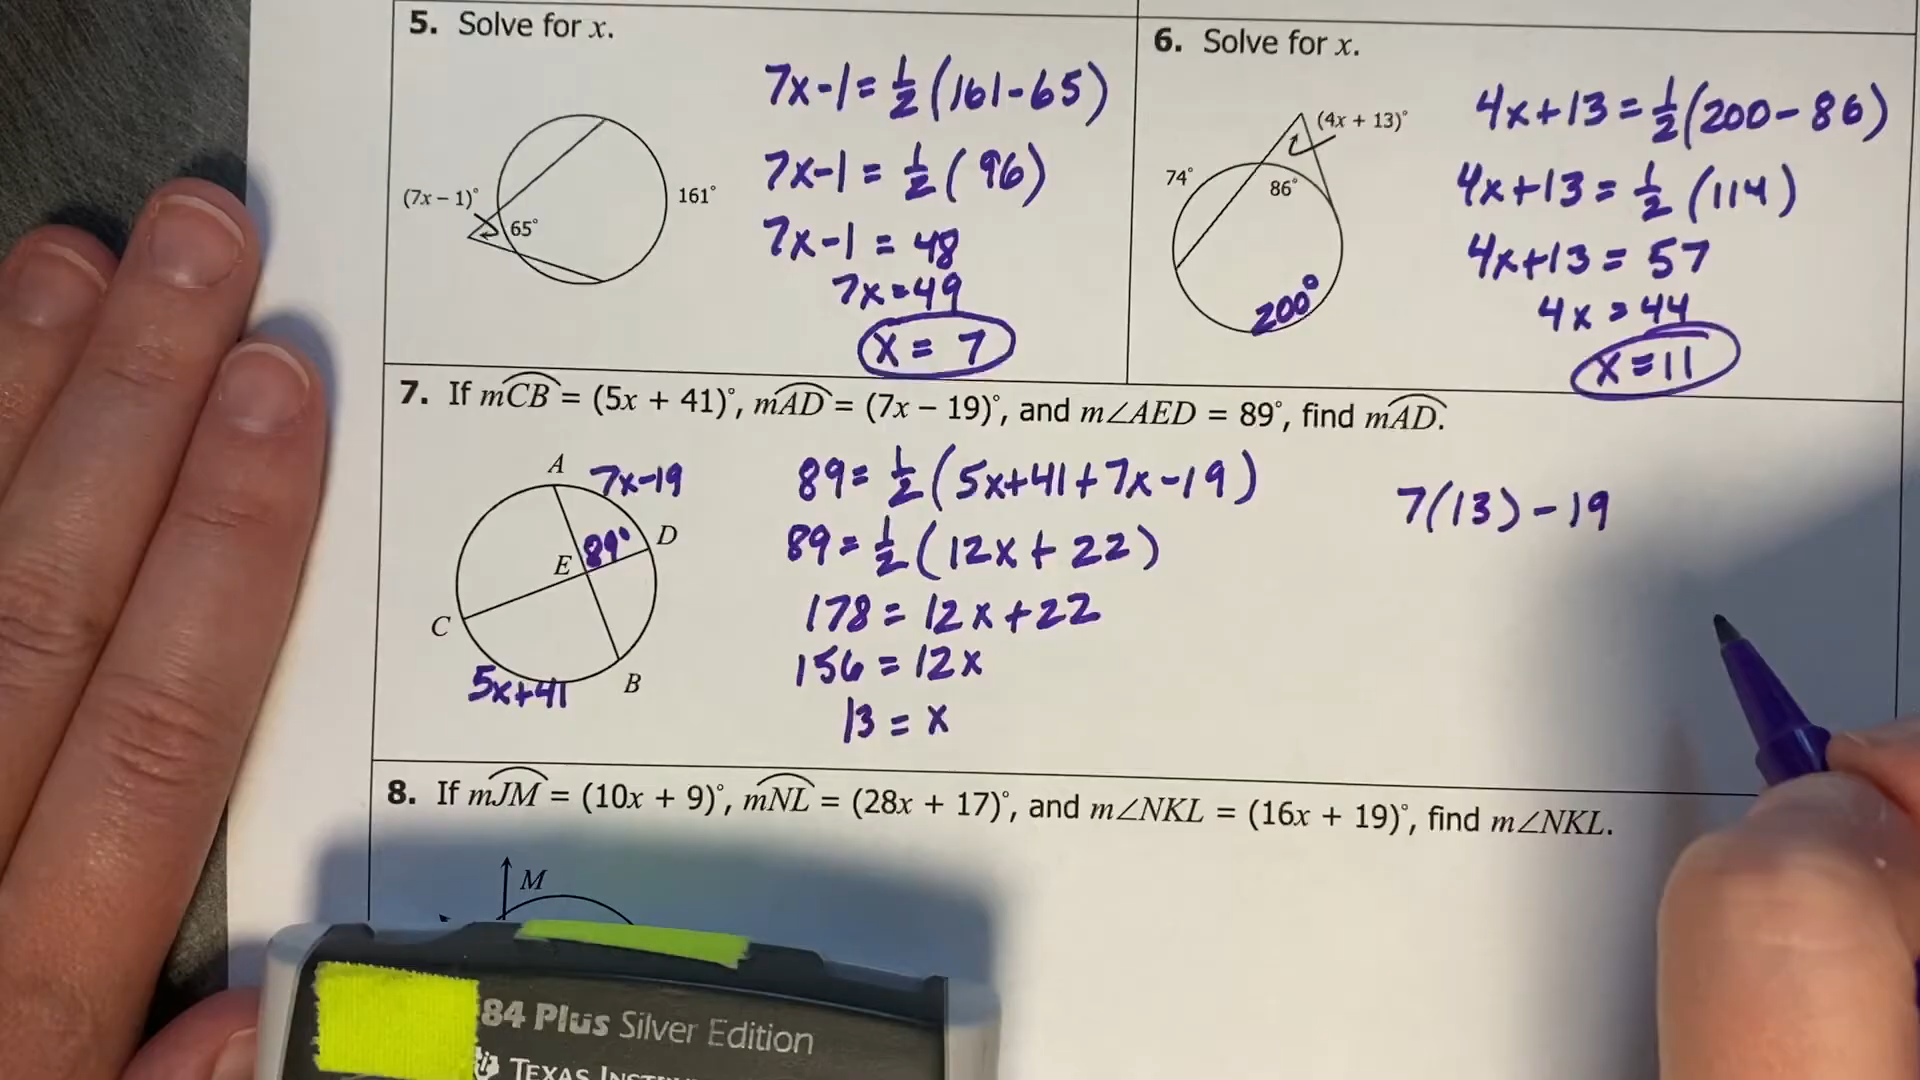 5. Solve for x.
7x-1 = 1/2 (161-65)
7x-1 = 1/2 ( 96)
7x-1 = 48
7x = 49
x = 7
(7x – 1)°
65°
161°
6. Solve for x.
4x+13 = 1/2 (200-86)
4x+13 = 1/2 (114)
4x+13 = 57
4x = 44
x = 11
(4x + 13)°
74°
86°
200°
7. If mCB = (5x + 41)°, mAD = (7x – 19)°, and m∠AED = 89°, find mAD.
A
7x-19
D
89°
E
C
5x+41
B
89 = 1/2 (5x+41+7x-19)
89 = 1/2 (12x + 22)
178 = 12x + 22
156 = 12x
13 = x
7(13) - 19
8. If mJM = (10x + 9)°, mNL = (28x + 17)°, and m∠NKL = (16x + 19)°, find m∠NKL.
M
84 Plus Silver Edition
TEXAS